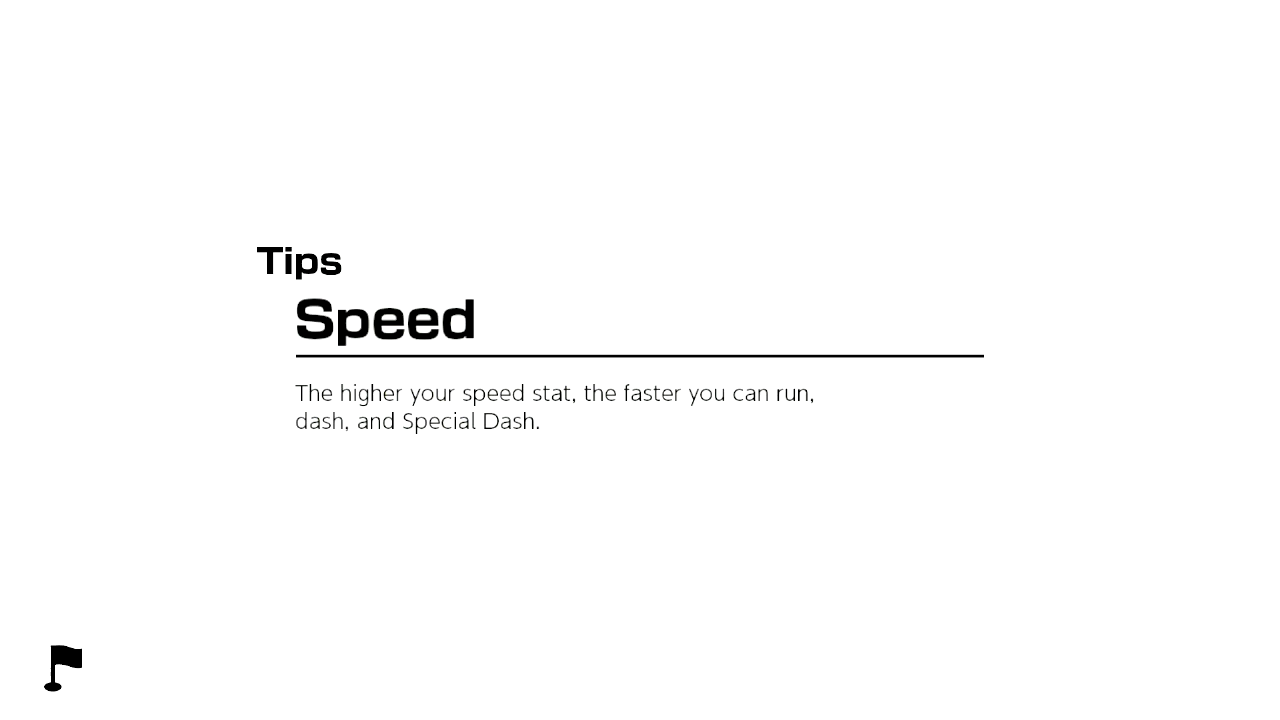 Tips
Speed
The higher your speed stat, the faster you can run,
dash, and Special Dash.